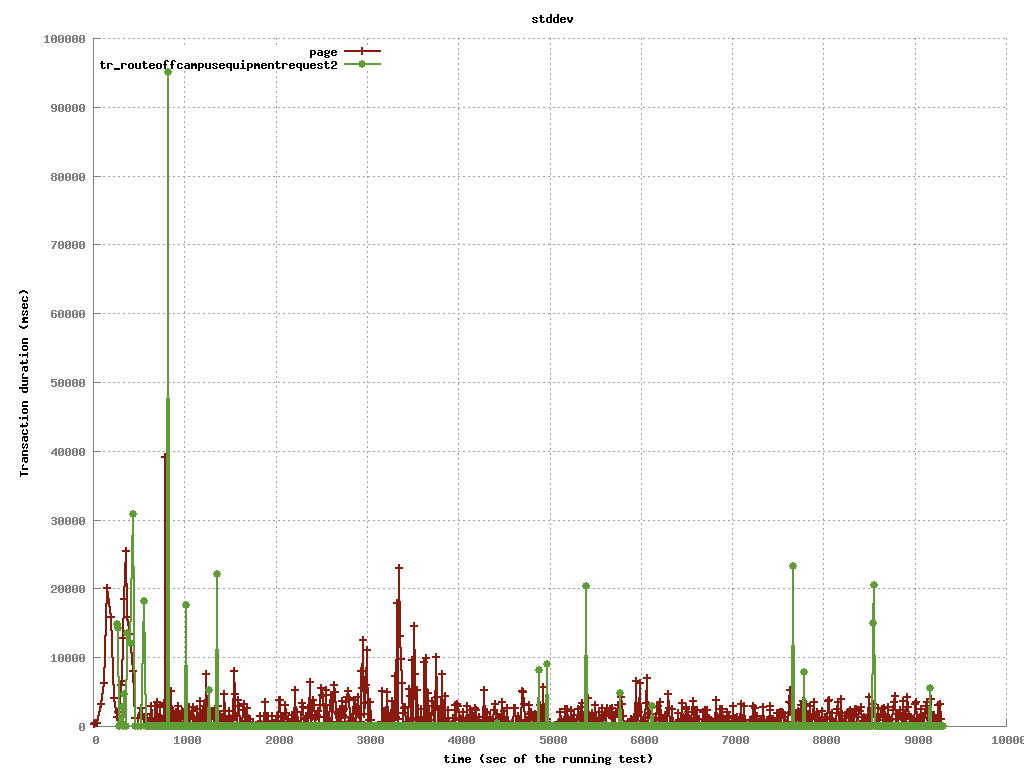 stddev
page
tr_routeoffcampusequipmentrequest2
100000
90000
80000
70000
60000
50000
40000
30000
20000
10000
0
Transaction duration (msec)
0 1000 2000 3000 4000 5000 6000 7000 8000 9000 1000
time (sec of the running test)